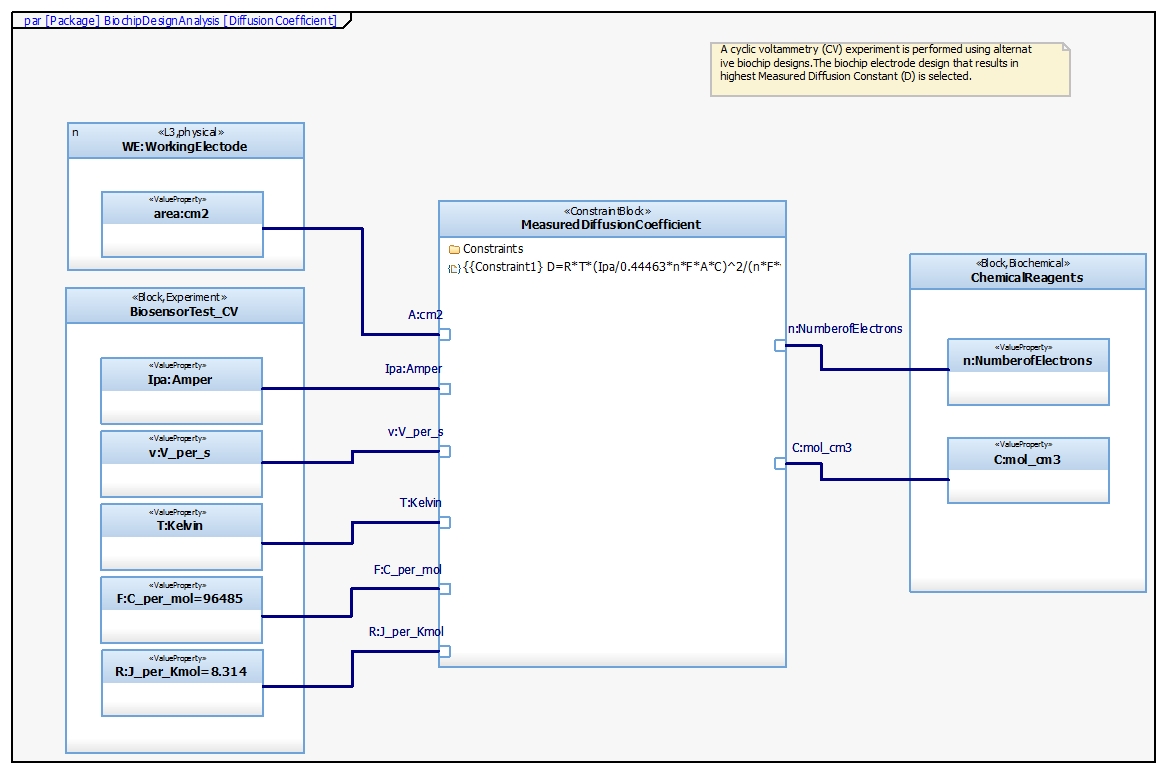 par [Package] BiochipDesignAnalysis [DiffusionCoefficient]
A cyclic voltammetry (CV) experiment is performed using alternat
ive biochip designs.The biochip electrode design that results in
highest Measured Diffusion Constant (D) is selected.
n
«L3,physical»
WE:WorkingElectode
«ValueProperty»
area:cm2
«Block,Experiment»
BiosensorTest_CV
«ValueProperty»
Ipa:Amper
«ValueProperty»
v:V_per_s
«ValueProperty»
T:Kelvin
«ValueProperty»
F:C_per_mol=96485
«ValueProperty»
R:J_per_Kmol=8.314
A:cm2
Ipa:Amper
v:V_per_s
T:Kelvin
F:C_per_mol
R:J_per_Kmol
«ConstraintBlock»
MeasuredDiffusionCoefficient
Constraints
{{Constraint1} D=R*T*(Ipa/0.44463*n*F*A*C)^2/(n*F*
n:NumberofElectrons
C:mol_cm3
«Block,Biochemical»
ChemicalReagents
«ValueProperty»
n:NumberofElectrons
«ValueProperty»
C:mol_cm3